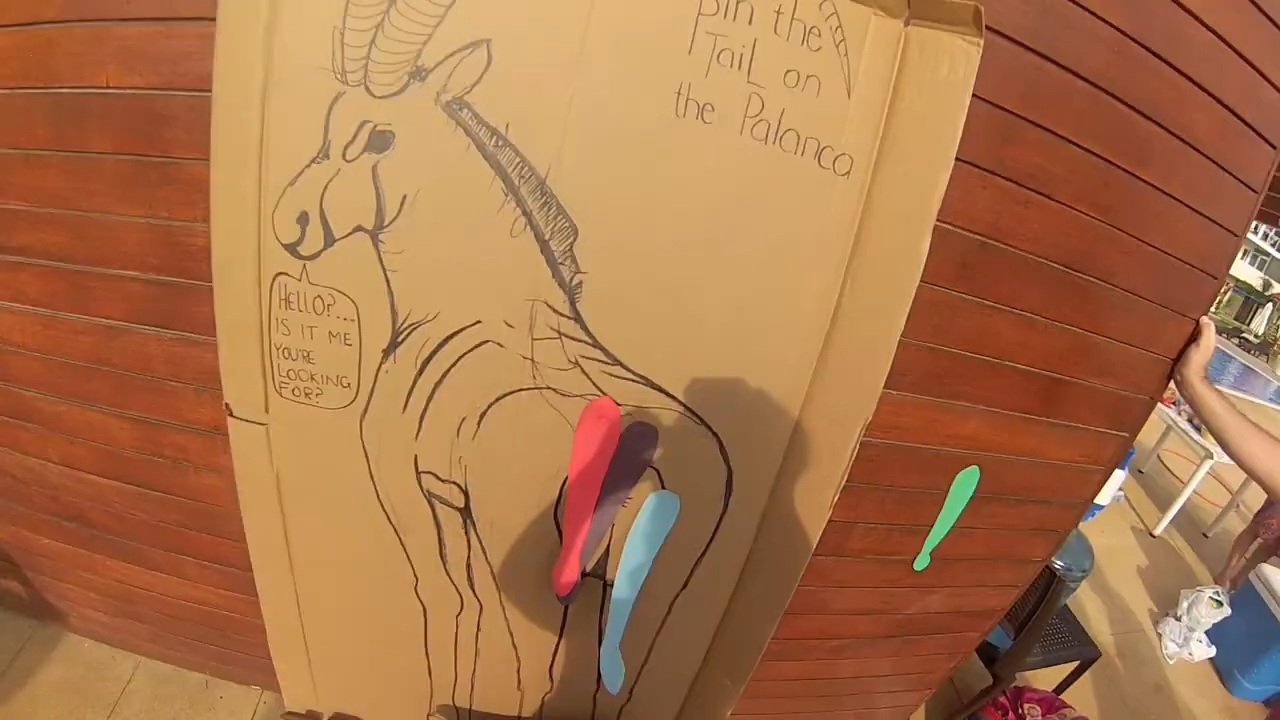 pin the
Tail on
the Palanca
HELLO?...
IS IT ME
YOU'RE
LOOKING
FOR?